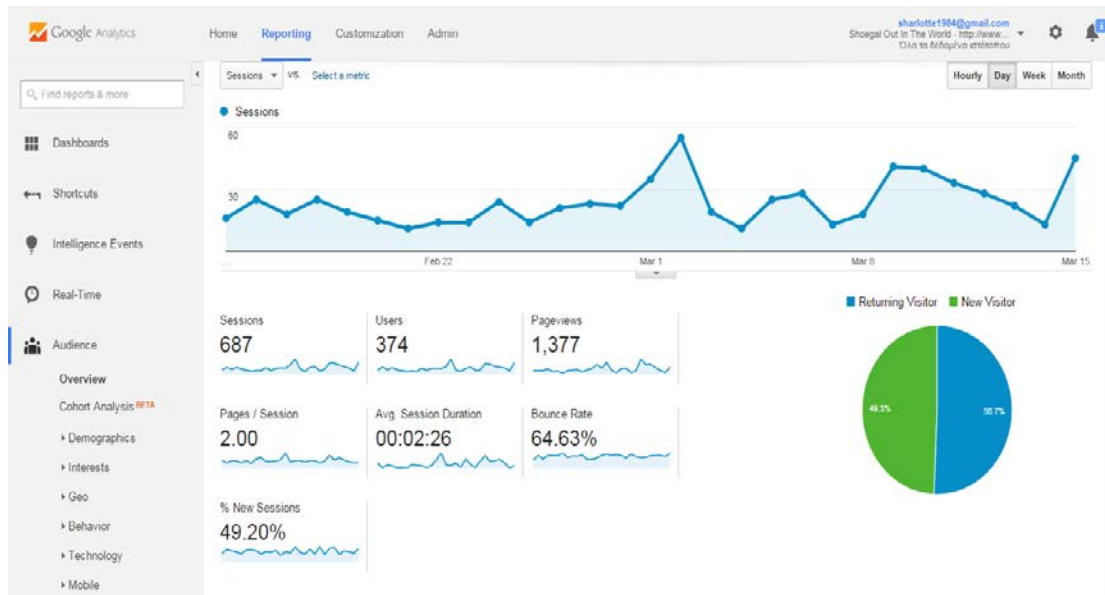 Google Analytics
Home Reporting Customization Admin
sharlotte1984@gmail.com
Shoegal Out In The World - http://www....
Όλα τα δεδομένα ιστότοπου
Find reports & more
Dashboards
Shortcuts
Intelligence Events
Real-Time
Audience
Overview
Cohort Analysis BETA
Demographics
Interests
Geo
Behavior
Technology
Mobile
Sessions VS. Select a metric
Hourly Day Week Month
Sessions
60
30
...
Feb 22
Mar 1
Mar 8
Mar 15
Returning Visitor New Visitor
49.3%
50.7%
Sessions
687
Users
374
Pageviews
1,377
Pages / Session
2.00
Avg. Session Duration
00:02:26
Bounce Rate
64.63%
% New Sessions
49.20%